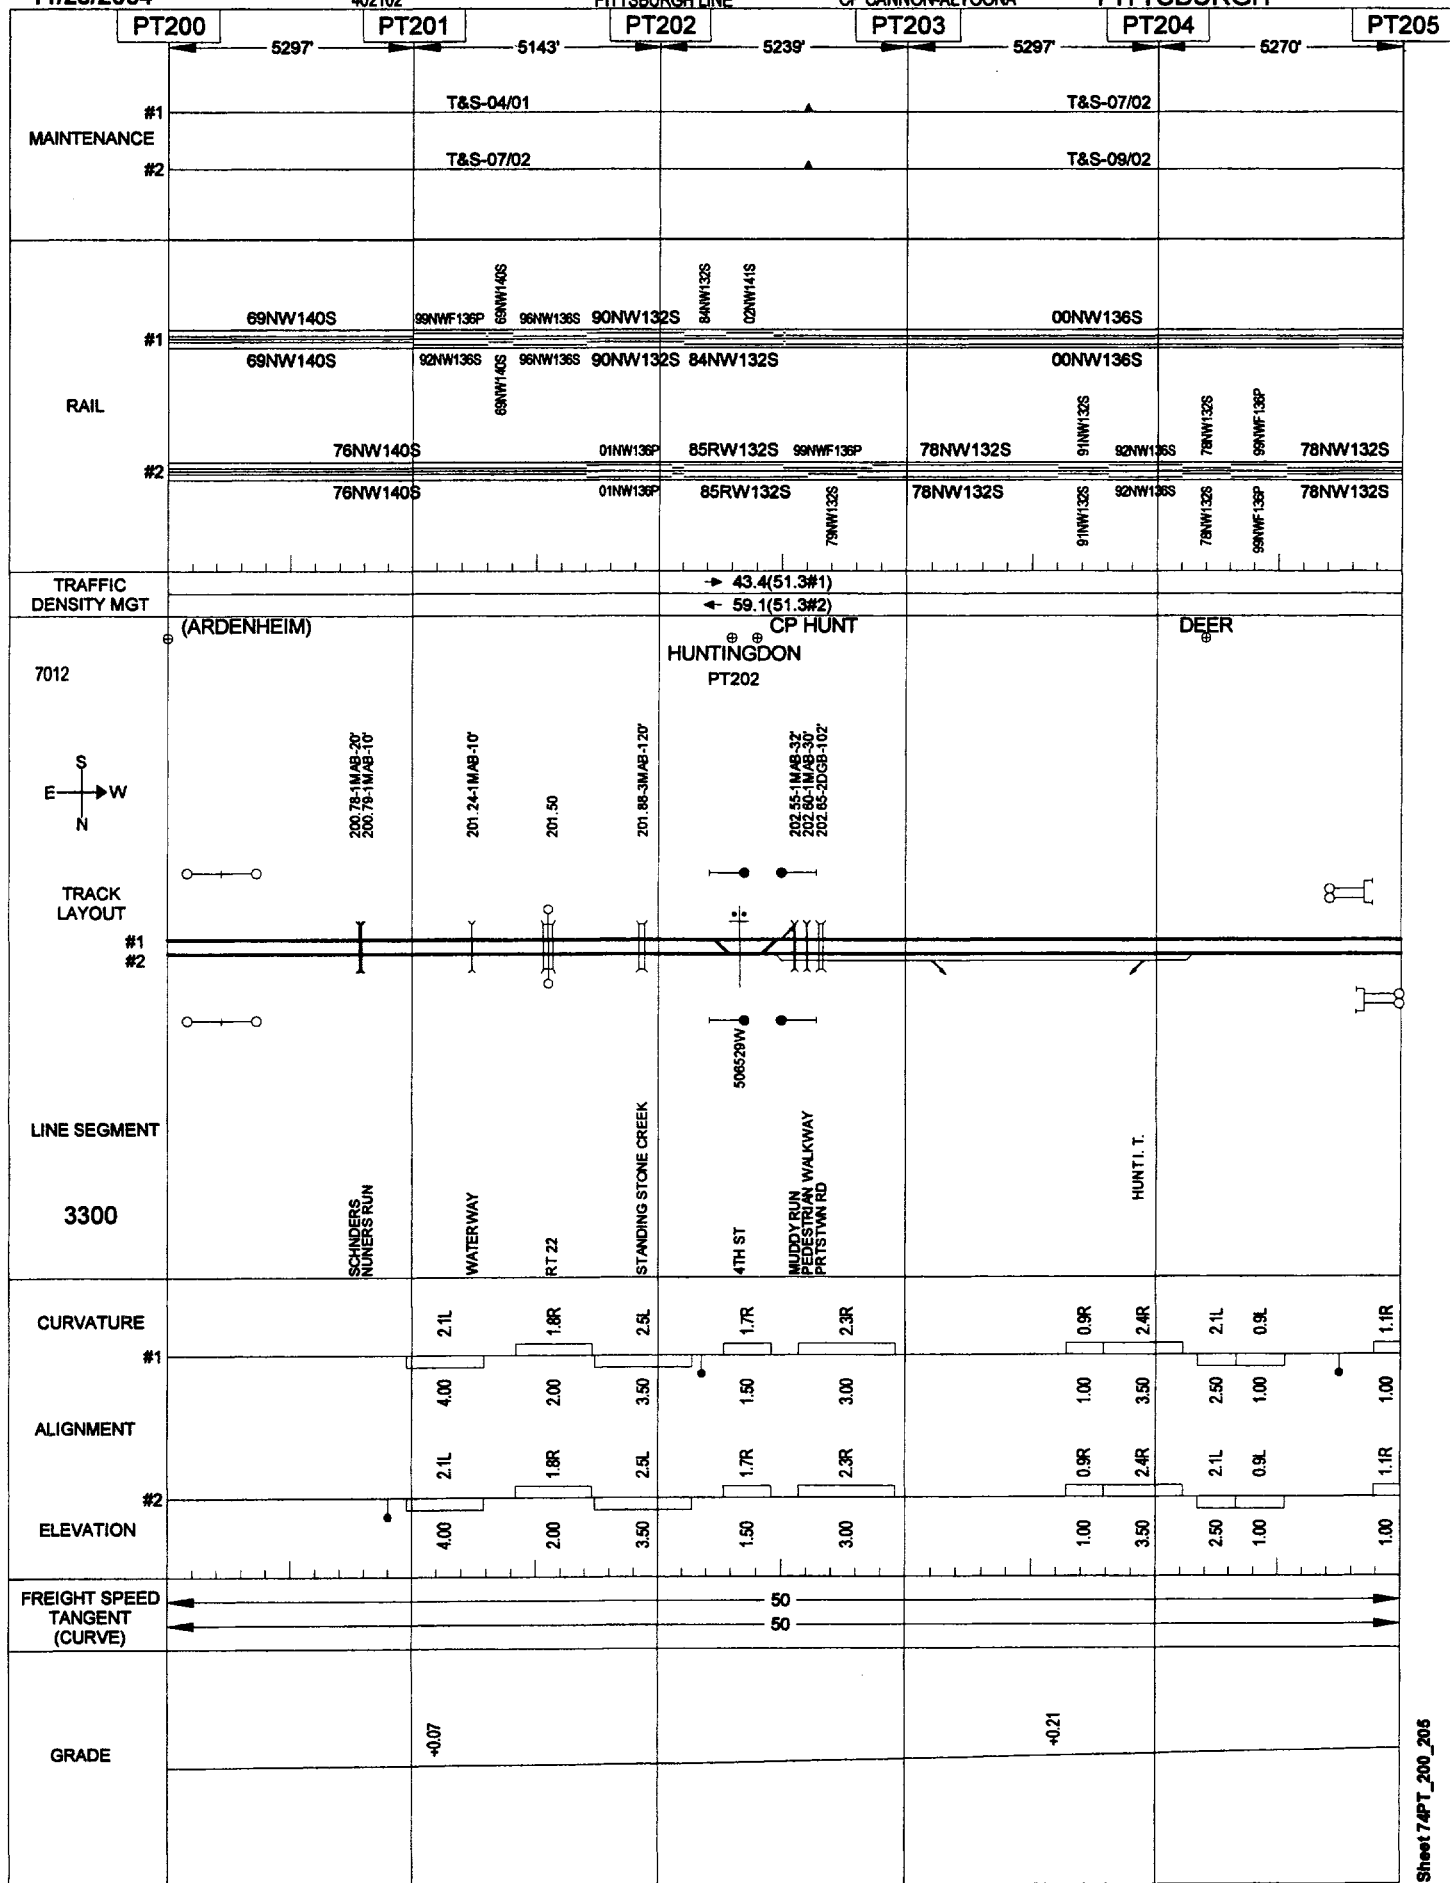 402102 PITTSBURGH LINE CP CANNON-ALTOONA PITTSBURGH
PT200 PT201 PT202 PT203 PT204 PT205
5297' 5143' 5239' 5297' 5270'
MAINTENANCE
#1 T&S-04/01 T&S-07/02
#2 T&S-07/02 T&S-09/02
RAIL
69NW140S 99NWF136P 69NW140S 96NW136S 90NW132S 84NW132S 02NW141S 00NW136S
#1
69NW140S 92NW136S 69NW140S 96NW136S 90NW132S 84NW132S 00NW136S
76NW140S 01NW136P 85RW132S 99NWF136P 78NW132S 91NW132S 92NW136S 78NW132S 99NWF136P 78NW132S
#2
76NW140S 01NW136P 85RW132S 79NW132S 78NW132S 91NW132S 92NW136S 78NW132S 99NWF136P 78NW132S
TRAFFIC
DENSITY MGT
43.4(51.3#1)
59.1(51.3#2)
(ARDENHEIM) CP HUNT DEER
HUNTINGDON
PT202
7012
S
E W
N
200.78-1MAB-20'
200.79-1MAB-10'
201.24-1MAB-10'
201.50
201.88-3MAB-120'
202.55-1MAB-32'
202.60-1MAB-30'
202.65-2DGB-102'
TRACK
LAYOUT
#1
#2
506529W
LINE SEGMENT
3300
SCHNDERS
NUNERS RUN
WATERWAY
RT 22
STANDING STONE CREEK
4TH ST
MUDDY RUN
PEDESTRIAN WALKWAY
PRTSTWN RD
HUNT I. T.
CURVATURE
2.1L 1.8R 2.5L 1.7R 2.3R 0.9R 2.4R 2.1L 0.9L 1.1R
#1
4.00 2.00 3.50 1.50 3.00 1.00 3.50 2.50 1.00 1.00
ALIGNMENT
2.1L 1.8R 2.5L 1.7R 2.3R 0.9R 2.4R 2.1L 0.9L 1.1R
#2
ELEVATION
4.00 2.00 3.50 1.50 3.00 1.00 3.50 2.50 1.00 1.00
FREIGHT SPEED
TANGENT
(CURVE)
50
50
GRADE
+0.07 +0.21
Sheet 74PT_200_205